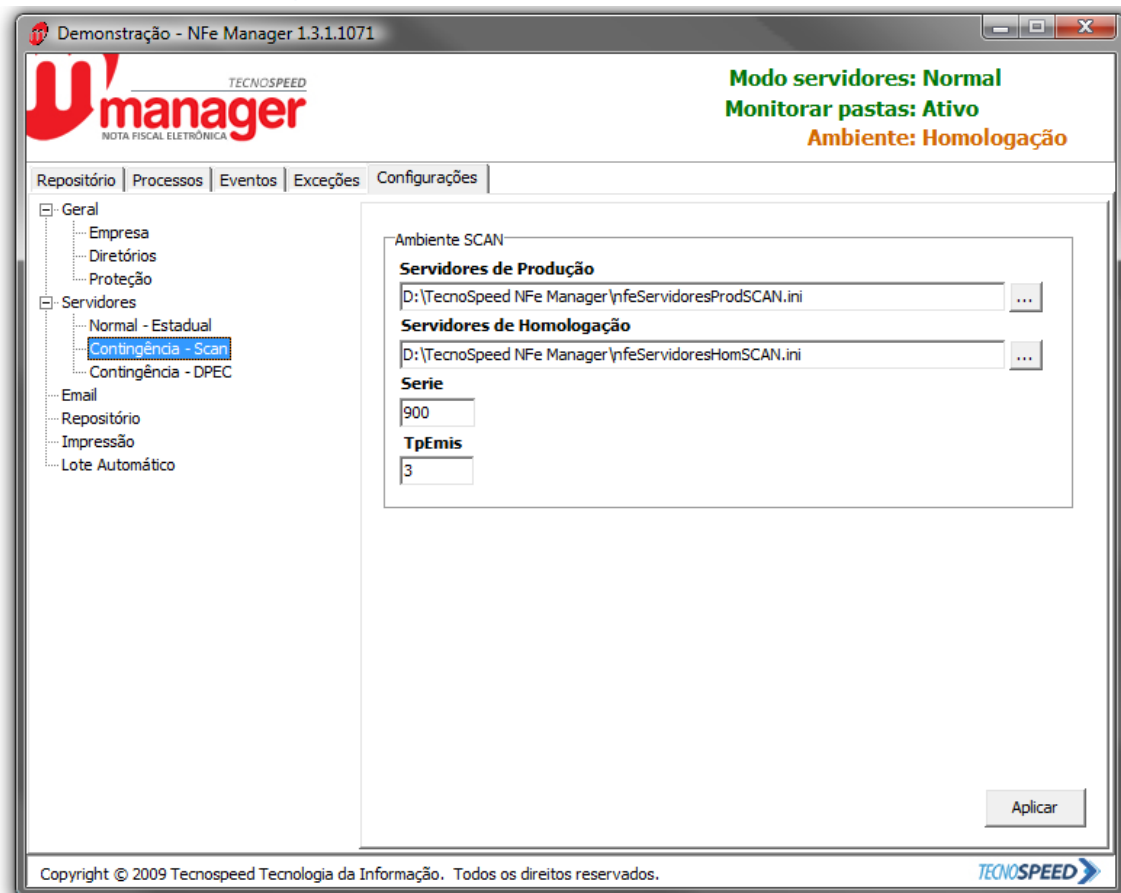 Demonstração - NFe Manager 1.3.1.1071
TECNOSPEED
manager
NOTA FISCAL ELETRÔNICA
Modo servidores: Normal
Monitorar pastas: Ativo
Ambiente: Homologação
Repositório Processos Eventos Exceções Configurações
Geral
Empresa
Diretórios
Proteção
Servidores
Normal - Estadual
Contingência - Scan
Contingência - DPEC
Email
Repositório
Impressão
Lote Automático
Ambiente SCAN
Servidores de Produção
D:\TecnoSpeed NFe Manager\nfeServidoresProdSCAN.ini ...
Servidores de Homologação
D:\TecnoSpeed NFe Manager\nfeServidoresHomSCAN.ini ...
Serie
900
TpEmis
3
Aplicar
Copyright © 2009 Tecnospeed Tecnologia da Informação. Todos os direitos reservados. TECNOSPEED